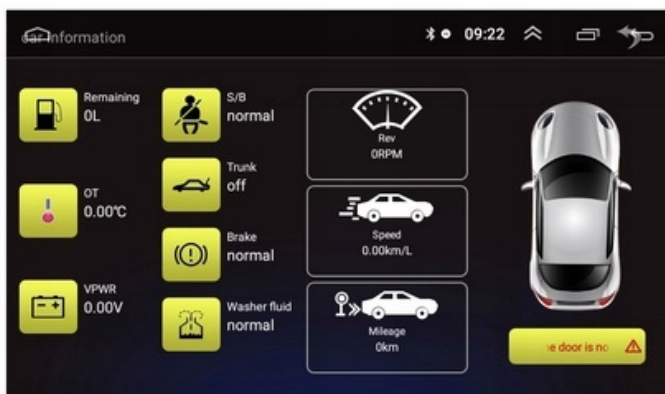 car Information
09:22
Remaining
0L
OT
0.00℃
VPWR
0.00V
S/B
normal
Trunk
off
Brake
normal
Washer fluid
normal
Rev
0RPM
Speed
0.00km/L
Mileage
0km
e door is no